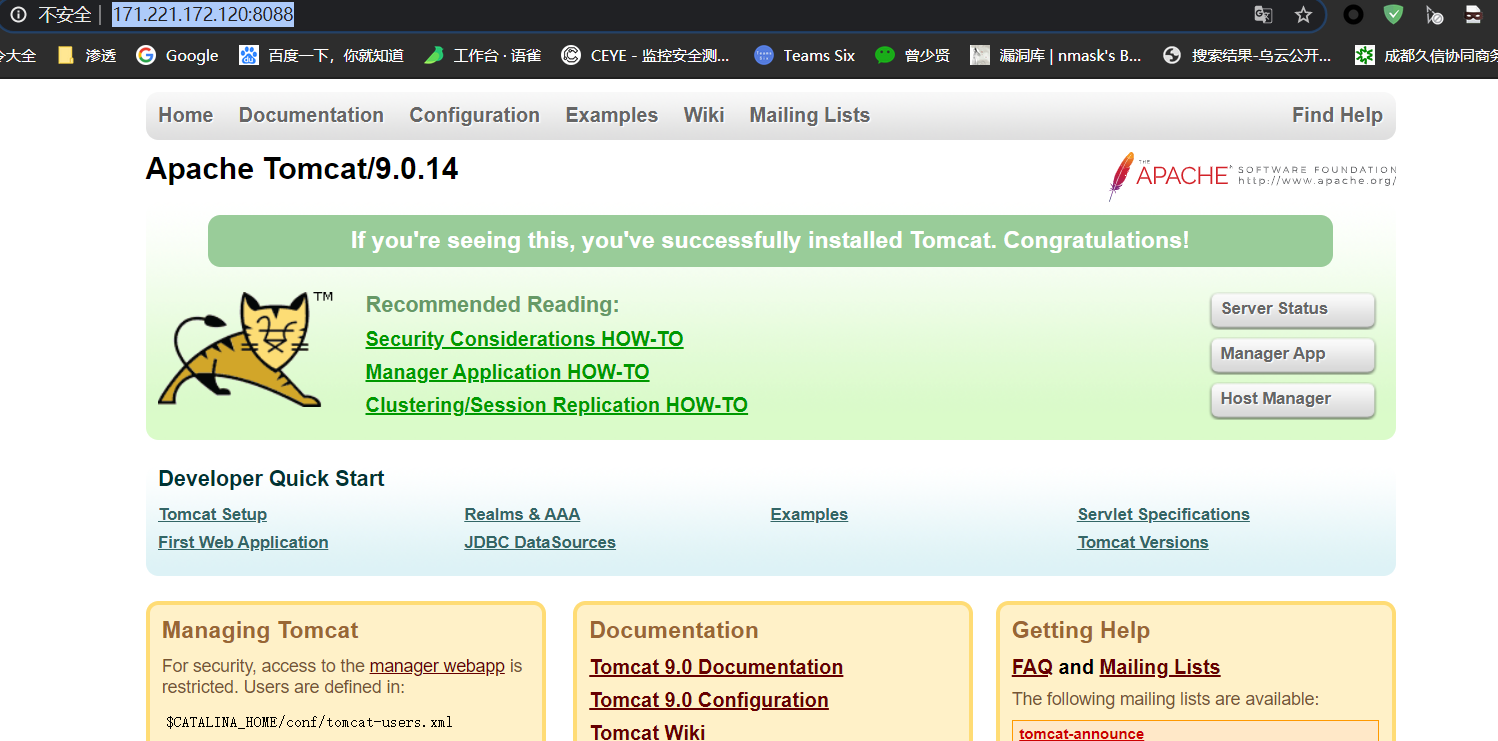 不安全 | 171.221.172.120:8088
令大全 渗透 Google 百度一下，你就知道 工作台 · 语雀 CEYE - 监控安全测... Teams Six 曾少贤 漏洞库 | nmask's B... 搜索结果-乌云公开... 成都久信协同商务
Home Documentation Configuration Examples Wiki Mailing Lists Find Help
Apache Tomcat/9.0.14
THE APACHE SOFTWARE FOUNDATION
http://www.apache.org/
If you're seeing this, you've successfully installed Tomcat. Congratulations!
TM
Recommended Reading:
Security Considerations HOW-TO
Manager Application HOW-TO
Clustering/Session Replication HOW-TO
Server Status
Manager App
Host Manager
Developer Quick Start
Tomcat Setup Realms & AAA Examples Servlet Specifications
First Web Application JDBC DataSources Tomcat Versions
Managing Tomcat
For security, access to the manager webapp is
restricted. Users are defined in:
$CATALINA_HOME/conf/tomcat-users.xml
Documentation
Tomcat 9.0 Documentation
Tomcat 9.0 Configuration
Tomcat Wiki
Getting Help
FAQ and Mailing Lists
The following mailing lists are available:
tomcat-announce